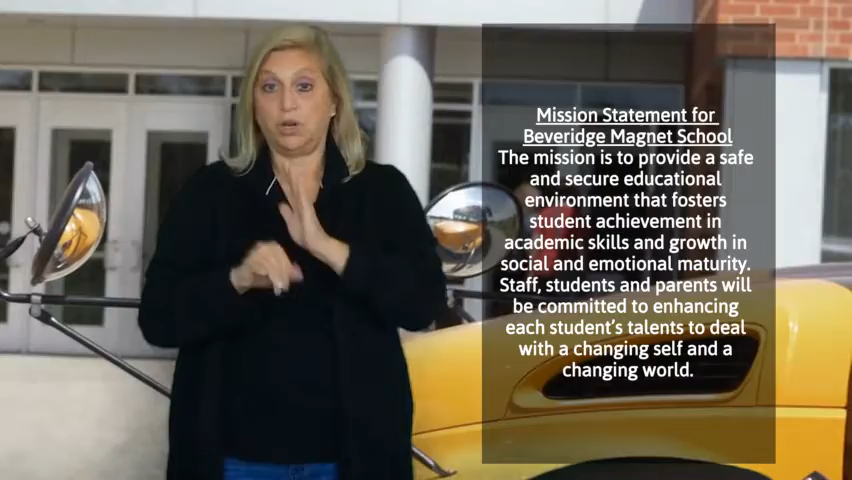 Mission Statement for
Beveridge Magnet School
The mission is to provide a safe
and secure educational
environment that fosters
student achievement in
academic skills and growth in
social and emotional maturity.
Staff, students and parents will
be committed to enhancing
each student's talents to deal
with a changing self and a
changing world.